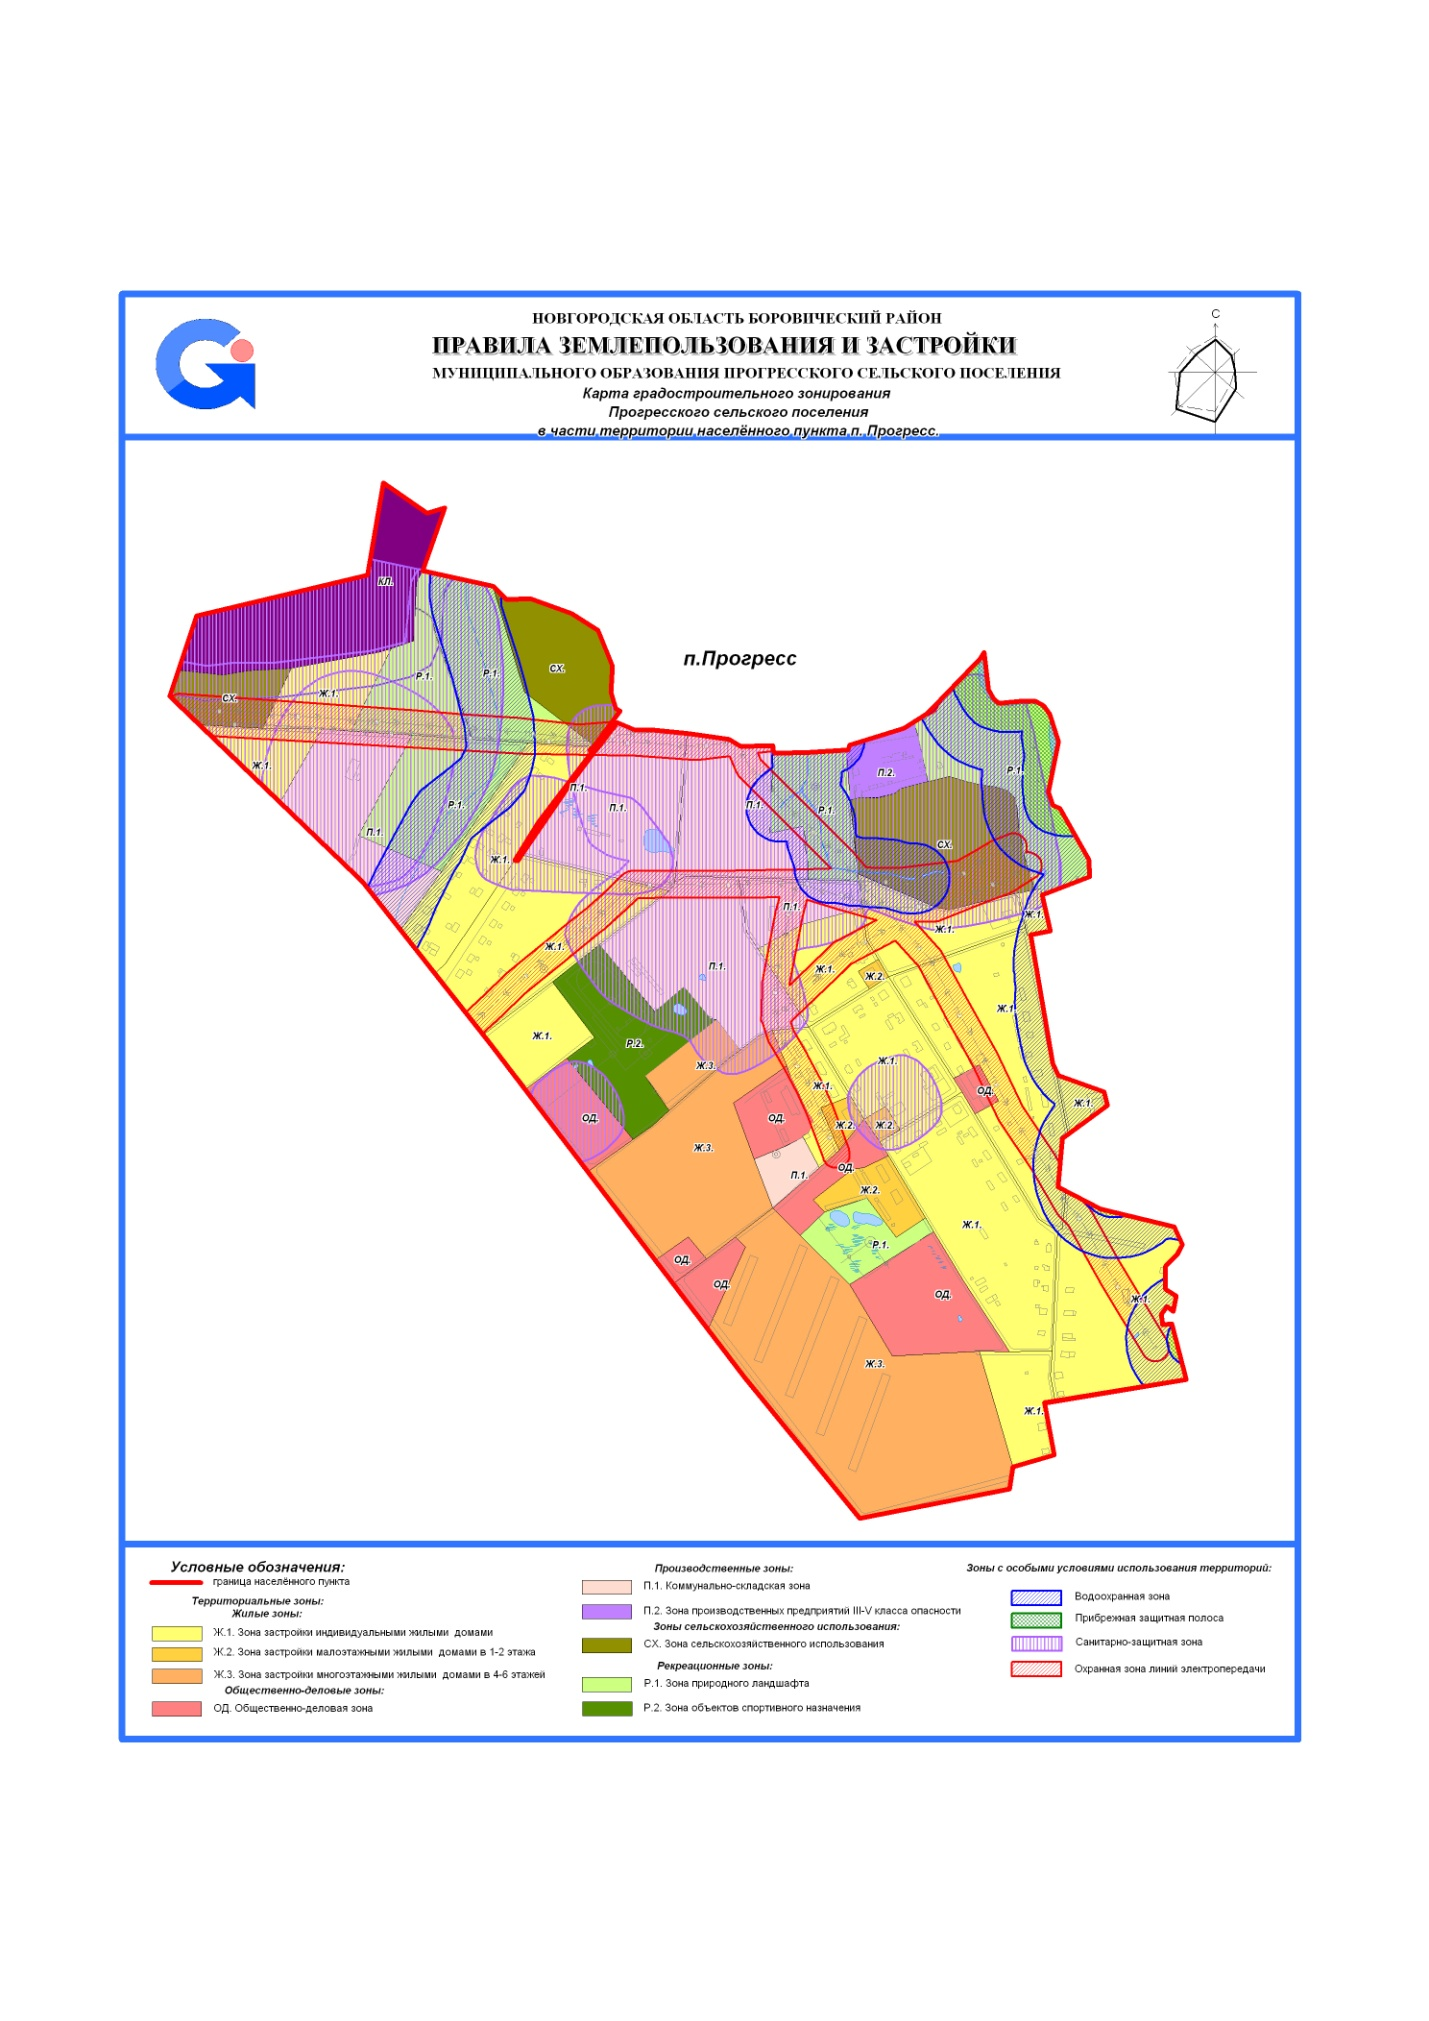 НОВГОРОДСКАЯ ОБЛАСТЬ БОРОВИЧЕСКИЙ РАЙОН
ПРАВИЛА ЗЕМЛЕПОЛЬЗОВАНИЯ И ЗАСТРОЙКИ
МУНИЦИПАЛЬНОГО ОБРАЗОВАНИЯ ПРОГРЕССКОГО СЕЛЬСКОГО ПОСЕЛЕНИЯ
Карта градостроительного зонирования
Прогресского сельского поселения
в части территории населённого пункта п. Прогресс.
С
КЛ.
п.Прогресс
СХ.
Р.1.
Р.1.
Ж.1.
СХ.
Ж.1.
Р.1.
П.2.
П.1.
П.1.
П.1.
Р.1.
Р.1.
П.1.
СХ.
Ж.1.
П.1.
Ж.1.
Ж.1.
Ж.1.
П.1.
Ж.1.
Ж.2.
Ж.1.
Ж.1.
Р.2.
Ж.3.
Ж.1.
Ж.1.
ОД.
Ж.1.
ОД.
ОД.
Ж.2.
Ж.2.
Ж.3.
ОД.
П.1.
Ж.2.
Ж.1.
Р.1.
ОД.
ОД.
ОД.
Ж.1.
Ж.3.
Ж.1.
Условные обозначения:
граница населённого пункта
Территориальные зоны:
Жилые зоны:
Ж.1. Зона застройки индивидуальными жилыми домами
Ж.2. Зона застройки малоэтажными жилыми домами в 1-2 этажа
Ж.3. Зона застройки многоэтажными жилыми домами в 4-6 этажей
Общественно-деловые зоны:
ОД. Общественно-деловая зона
Производственные зоны:
П.1. Коммунально-складская зона
П.2. Зона производственных предприятий III-V класса опасности
Зоны сельскохозяйственного использования:
СХ. Зона сельскохозяйственного использования
Рекреационные зоны:
Р.1. Зона природного ландшафта
Р.2. Зона объектов спортивного назначения
Зоны с особыми условиями использования территорий:
Водоохранная зона
Прибрежная защитная полоса
Санитарно-защитная зона
Охранная зона линий электропередачи